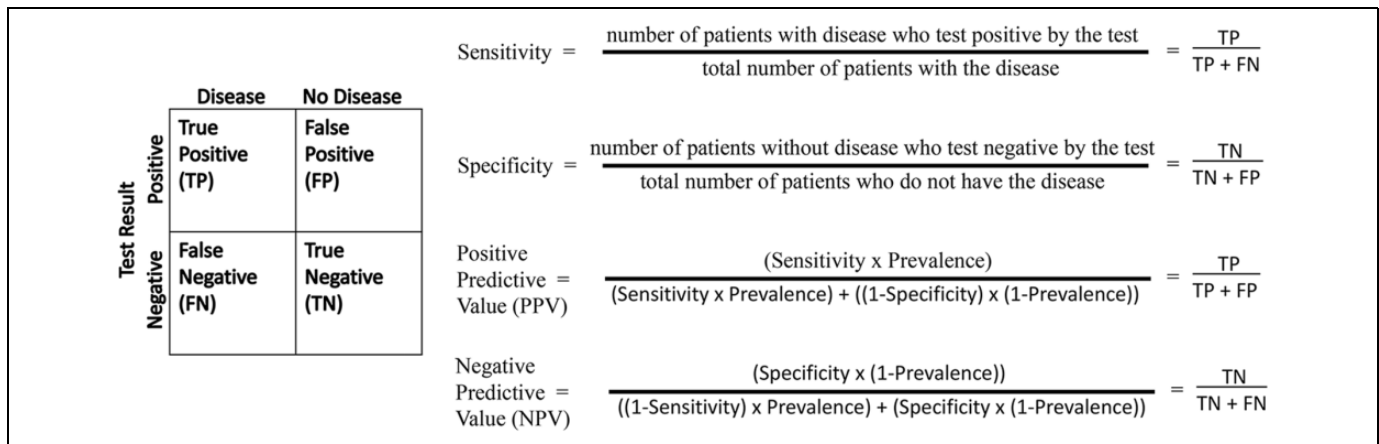 Disease No Disease
Test Result
Positive
Negative
True
Positive
(TP)
False
Positive
(FP)
False
Negative
(FN)
True
Negative
(TN)
Sensitivity = number of patients with disease who test positive by the test = TP
total number of patients with the disease TP + FN
Specificity = number of patients without disease who test negative by the test = TN
total number of patients who do not have the disease TN + FP
Positive
Predictive =
Value (PPV)
(Sensitivity x Prevalence) = TP
(Sensitivity x Prevalence) + ((1-Specificity) x (1-Prevalence)) TP + FP
Negative
Predictive =
Value (NPV)
(Specificity x (1-Prevalence)) = TN
((1-Sensitivity) x Prevalence) + (Specificity x (1-Prevalence)) TN + FN